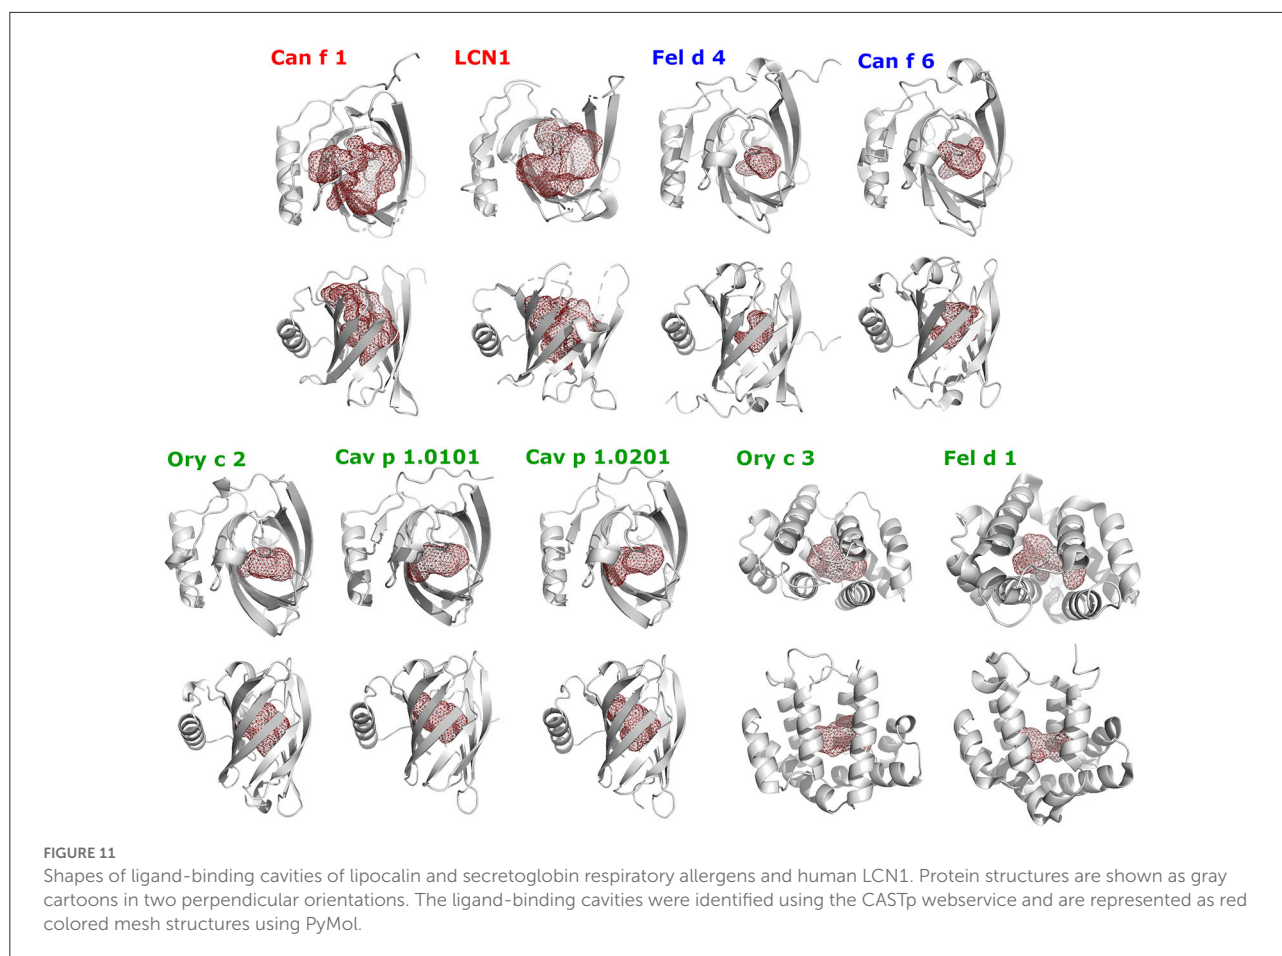 Can f 1
LCN1
Fel d 4
Can f 6
Ory c 2
Cav p 1.0101
Cav p 1.0201
Ory c 3
Fel d 1
FIGURE 11
Shapes of ligand-binding cavities of lipocalin and secretoglobin respiratory allergens and human LCN1. Protein structures are shown as gray
cartoons in two perpendicular orientations. The ligand-binding cavities were identified using the CASTp webservice and are represented as red
colored mesh structures using PyMol.